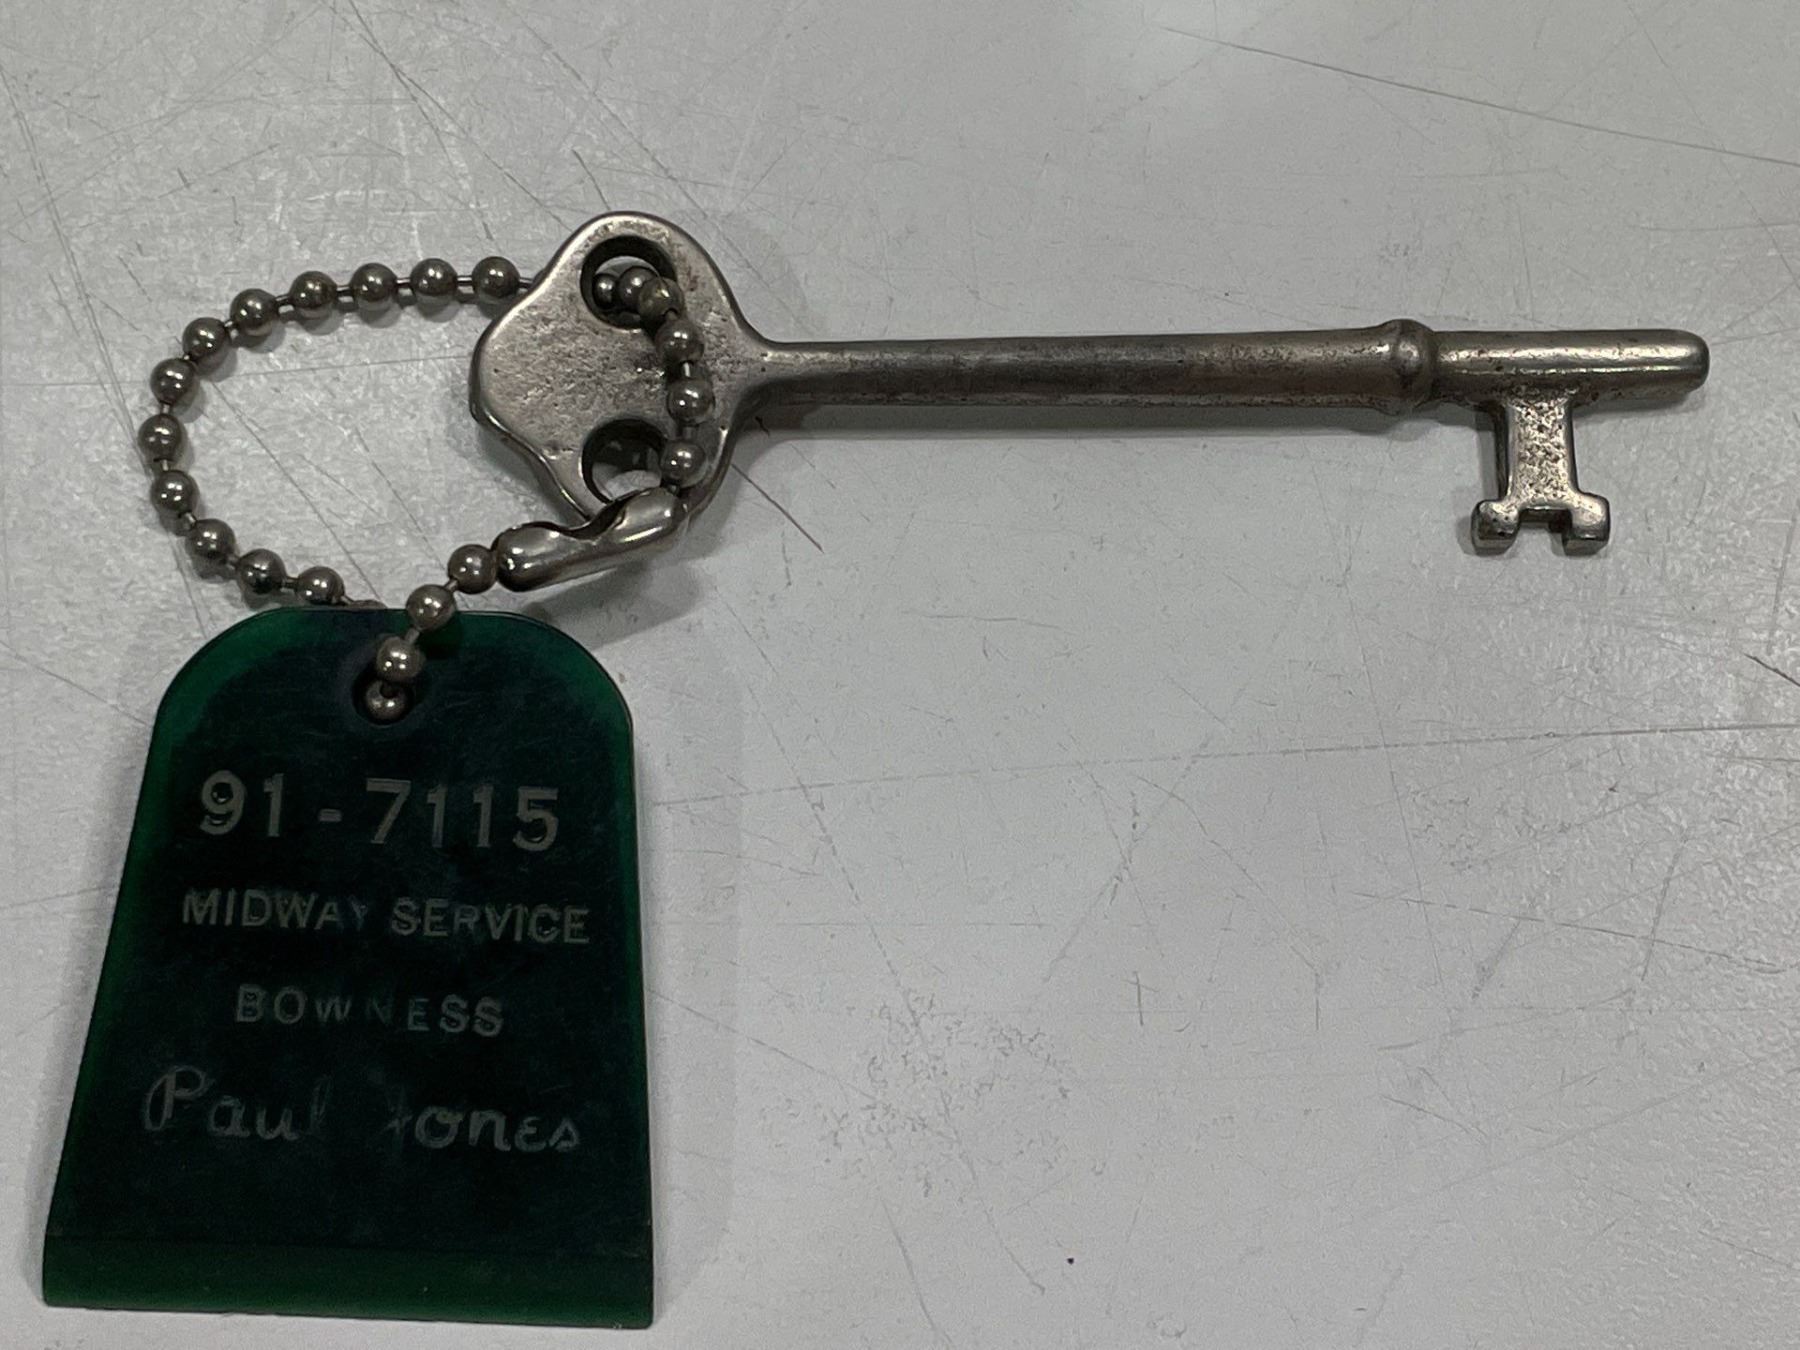 91-7115
MIDWAY SERVICE
BOWNESS
Paul Jones